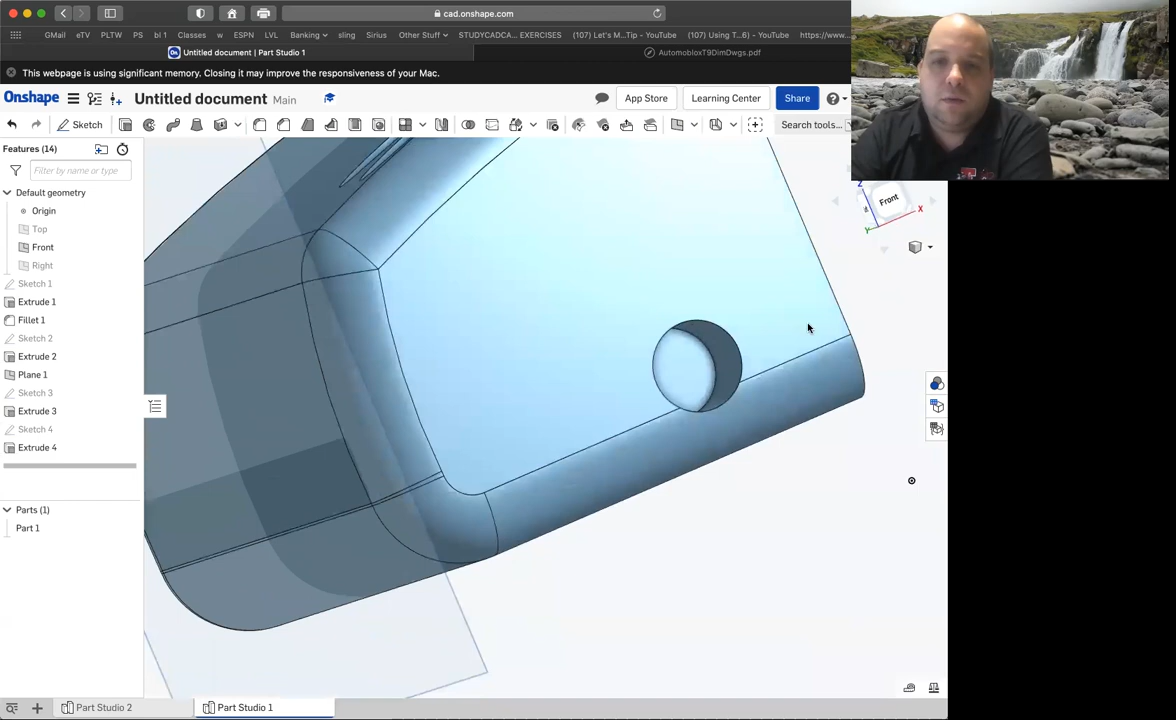 cad.onshape.com
GMail
eTV
PLTW
PS
bl 1
Classes
w
ESPN
LVL
Banking
sling
Sirius
Other Stuff
STUDYCADCA... EXERCISES
(107) Let's M...Tip - YouTube
(107) Using T...6) - YouTube
https://www...
Untitled document | Part Studio 1
AutomobloxT9DimDwgs.pdf
This webpage is using significant memory. Closing it may improve the responsiveness of your Mac.
Onshape
Untitled document
Main
App Store
Learning Center
Share
Sketch
Search tools...
Features (14)
Filter by name or type
Default geometry
Origin
Top
Front
Right
Sketch 1
Extrude 1
Fillet 1
Sketch 2
Extrude 2
Plane 1
Sketch 3
Extrude 3
Sketch 4
Extrude 4
Parts (1)
Part 1
Z
Front
X
Y
Part Studio 2
Part Studio 1